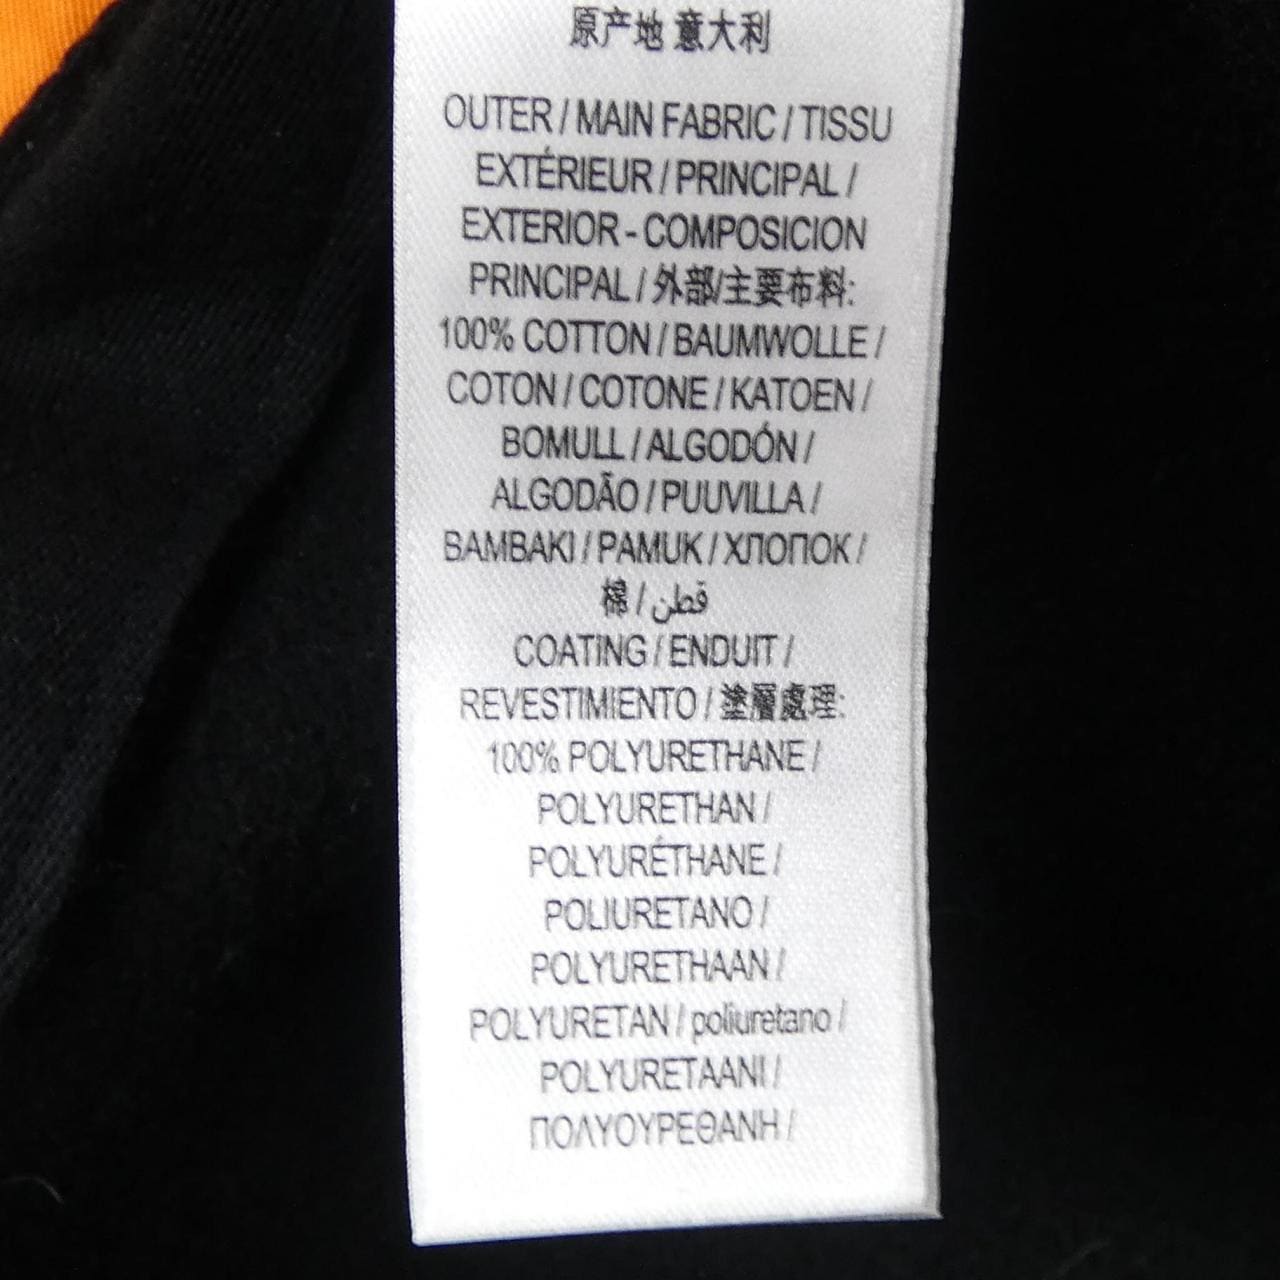 原产地 意大利
OUTER / MAIN FABRIC / TISSU
EXTÉRIEUR / PRINCIPAL /
EXTERIOR - COMPOSICION
PRINCIPAL / 外部/主要布料:
100% COTTON / BAUMWOLLE /
COTON / COTONE / KATOEN /
BOMULL / ALGODÓN /
ALGODÃO / PUUVILLA /
BAMBAKI / PAMUK / ХЛОПОК /
棉 / قطن
COATING / ENDUIT /
REVESTIMIENTO / 塗層處理:
100% POLYURETHANE /
POLYURETHAN /
POLYURÉTHANE /
POLIURETANO /
POLYURETHAAN /
POLYURETAN / poliuretano /
POLYURETAANI /
ΠΟΛΥΟΥΡΕΘΑΝΗ /